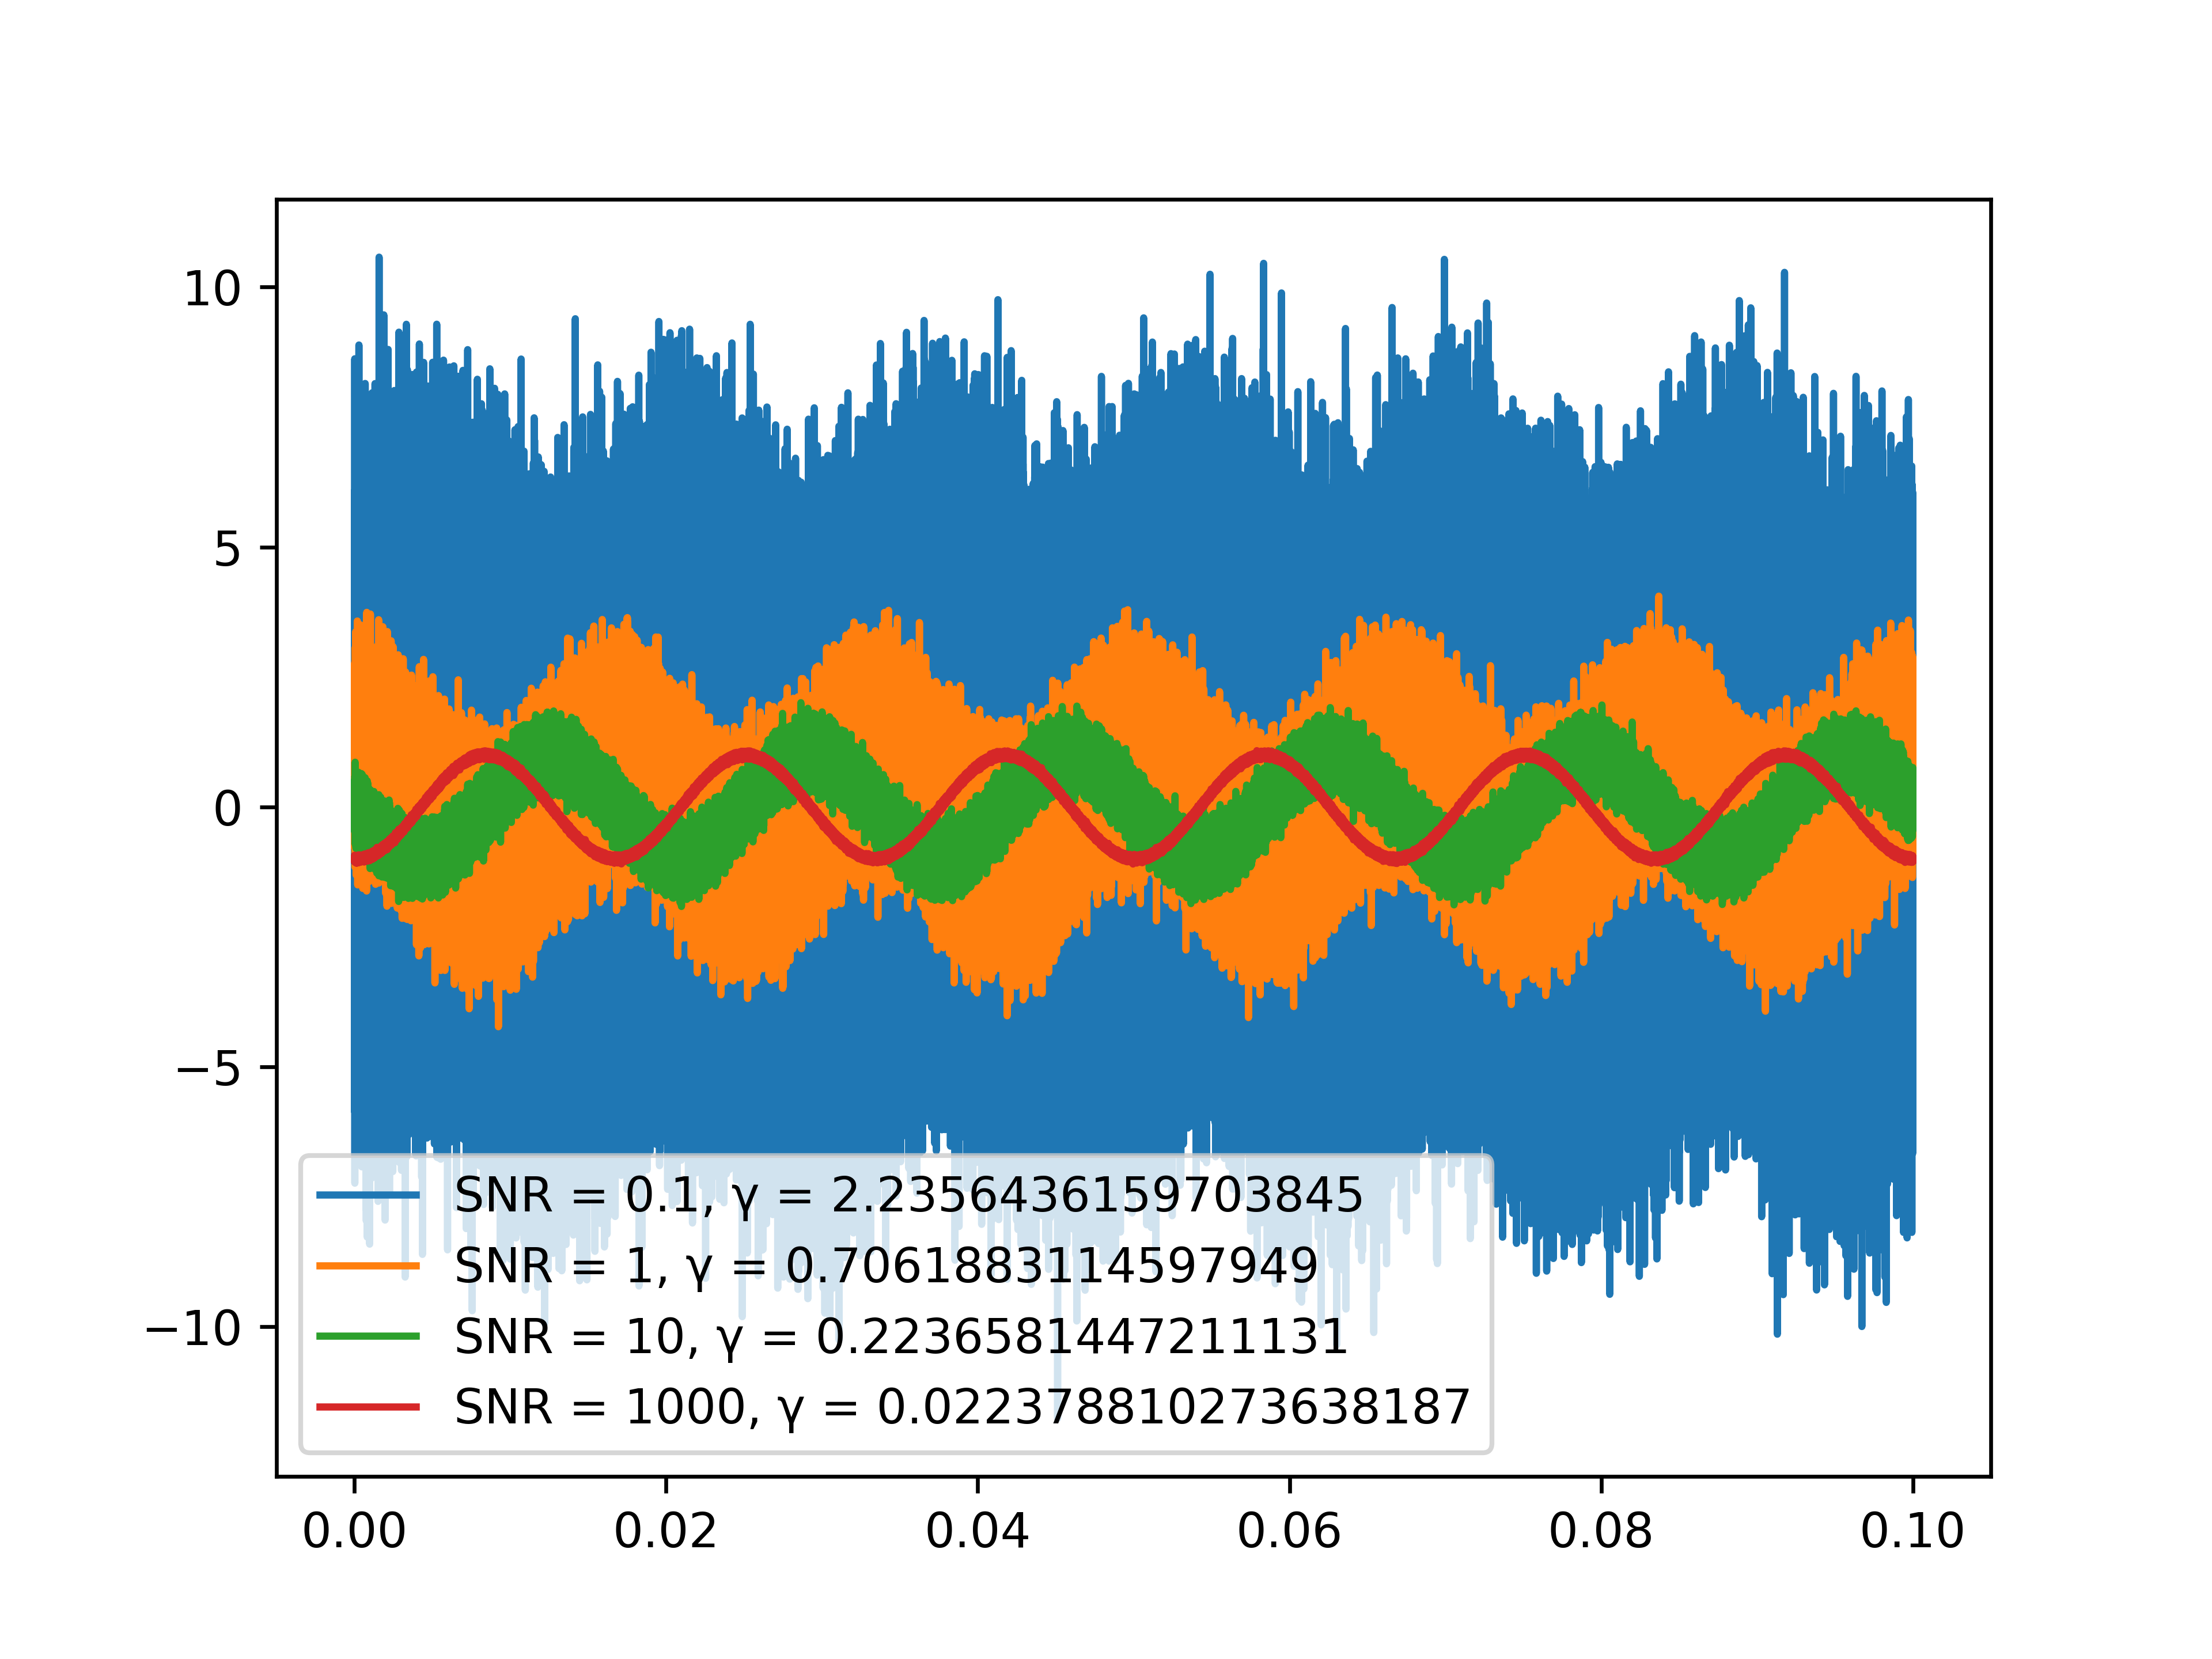 10
5
0
−5
−10
SNR = 0.1, γ = 2.2356436159703845
SNR = 1, γ = 0.7061883114597949
SNR = 10, γ = 0.2236581447211131
SNR = 1000, γ = 0.022378810273638187
0.00 0.02 0.04 0.06 0.08 0.10